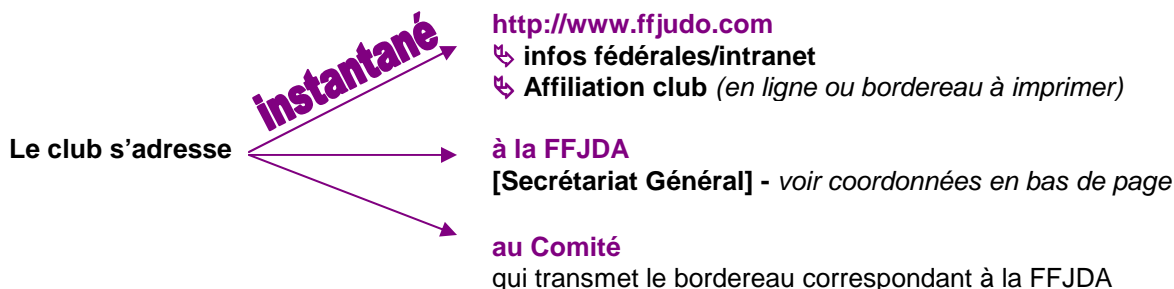 instantané
http://www.ffjudo.com
infos fédérales/intranet
Affiliation club (en ligne ou bordereau à imprimer)
Le club s’adresse
à la FFJDA
[Secrétariat Général] - voir coordonnées en bas de page
au Comité
qui transmet le bordereau correspondant à la FFJDA